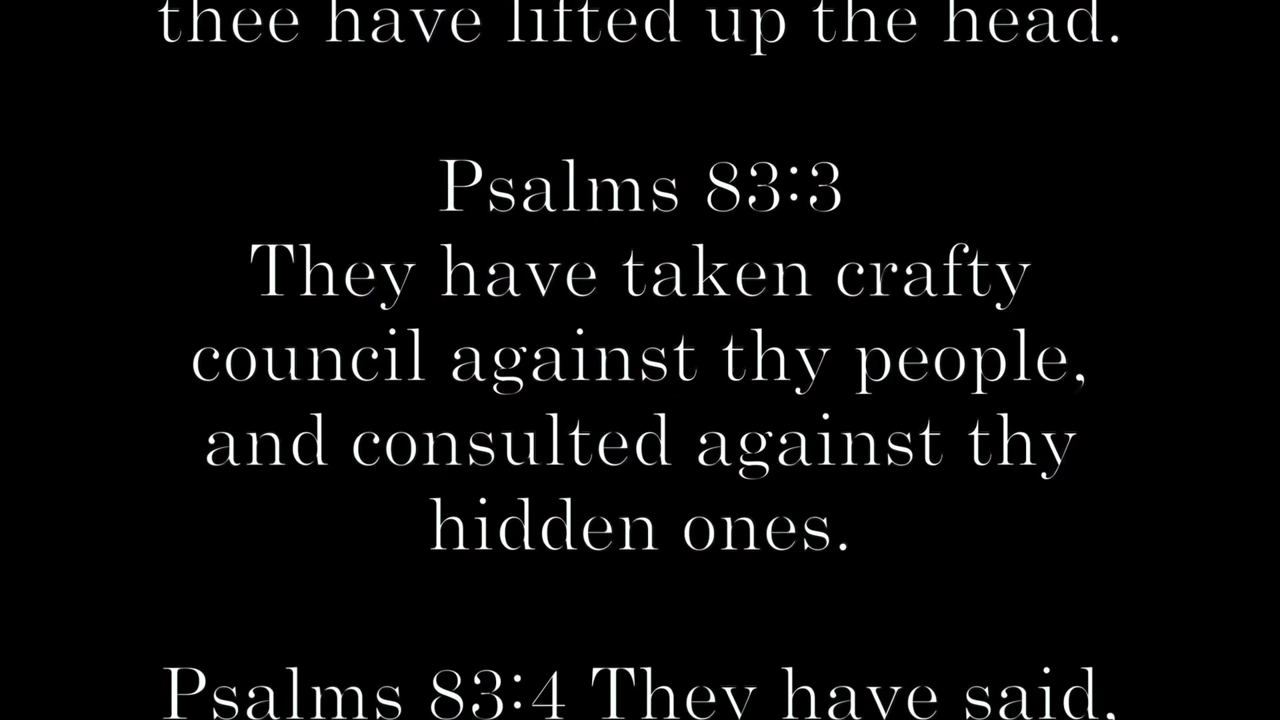 thee have lifted up the head.
Psalms 83:3
They have taken crafty
council against thy people,
and consulted against thy
hidden ones.
Psalms 83:4 They have said,